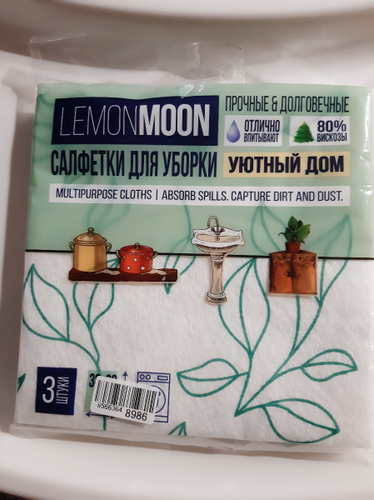 LEMONMOON
ПРОЧНЫЕ & ДОЛГОВЕЧНЫЕ
ОТЛИЧНО
ВПИТЫВАЮТ
80%
ВИСКОЗЫ
САЛФЕТКИ ДЛЯ УБОРКИ
УЮТНЫЙ ДОМ
MULTIPURPOSE CLOTHS | ABSORB SPILLS. CAPTURE DIRT AND DUST.
3
ШТУКИ
8986